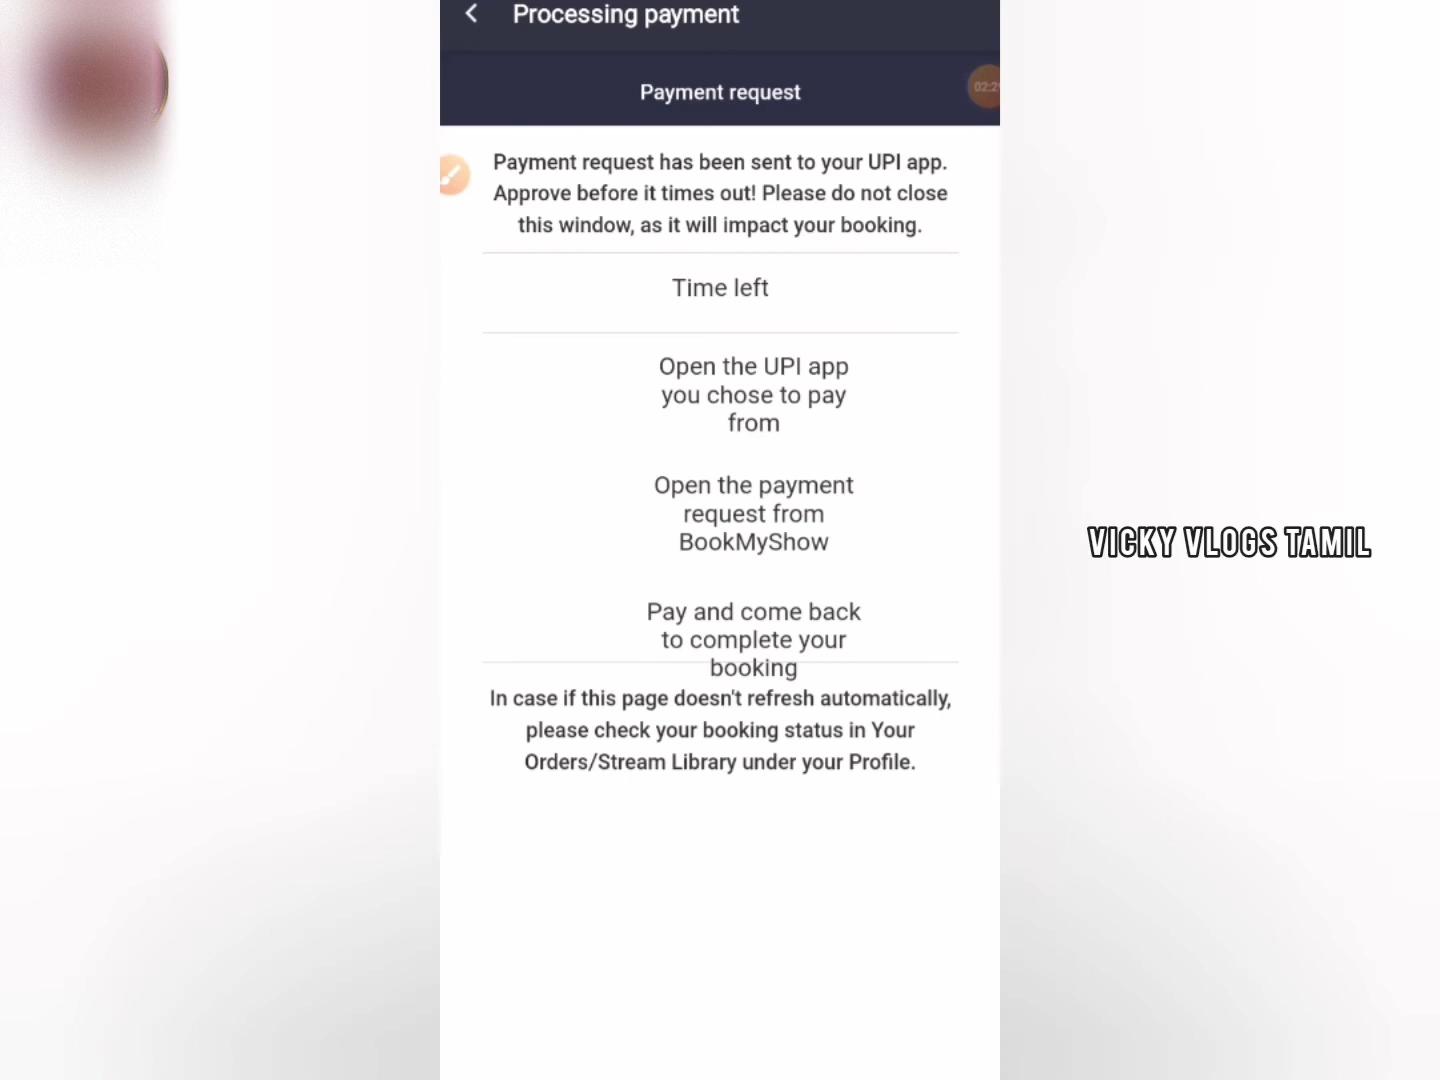 Processing payment
Payment request
Payment request has been sent to your UPI app.
Approve before it times out! Please do not close
this window, as it will impact your booking.
Time left
Open the UPI app
you chose to pay
from
Open the payment
request from
BookMyShow
VICKY VLOGS TAMIL
Pay and come back
to complete your
booking
In case if this page doesn't refresh automatically,
please check your booking status in Your
Orders/Stream Library under your Profile.